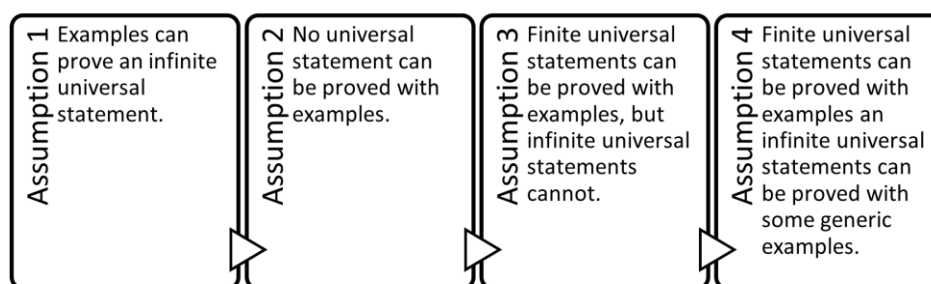 Assumption 1
Examples can
prove an infinite
universal
statement.
Assumption 2
No universal
statement can
be proved with
examples.
Assumption 3
Finite universal
statements can
be proved with
examples, but
infinite universal
statements
cannot.
Assumption 4
Finite universal
statements can
be proved with
examples an
infinite universal
statements can
be proved with
some generic
examples.